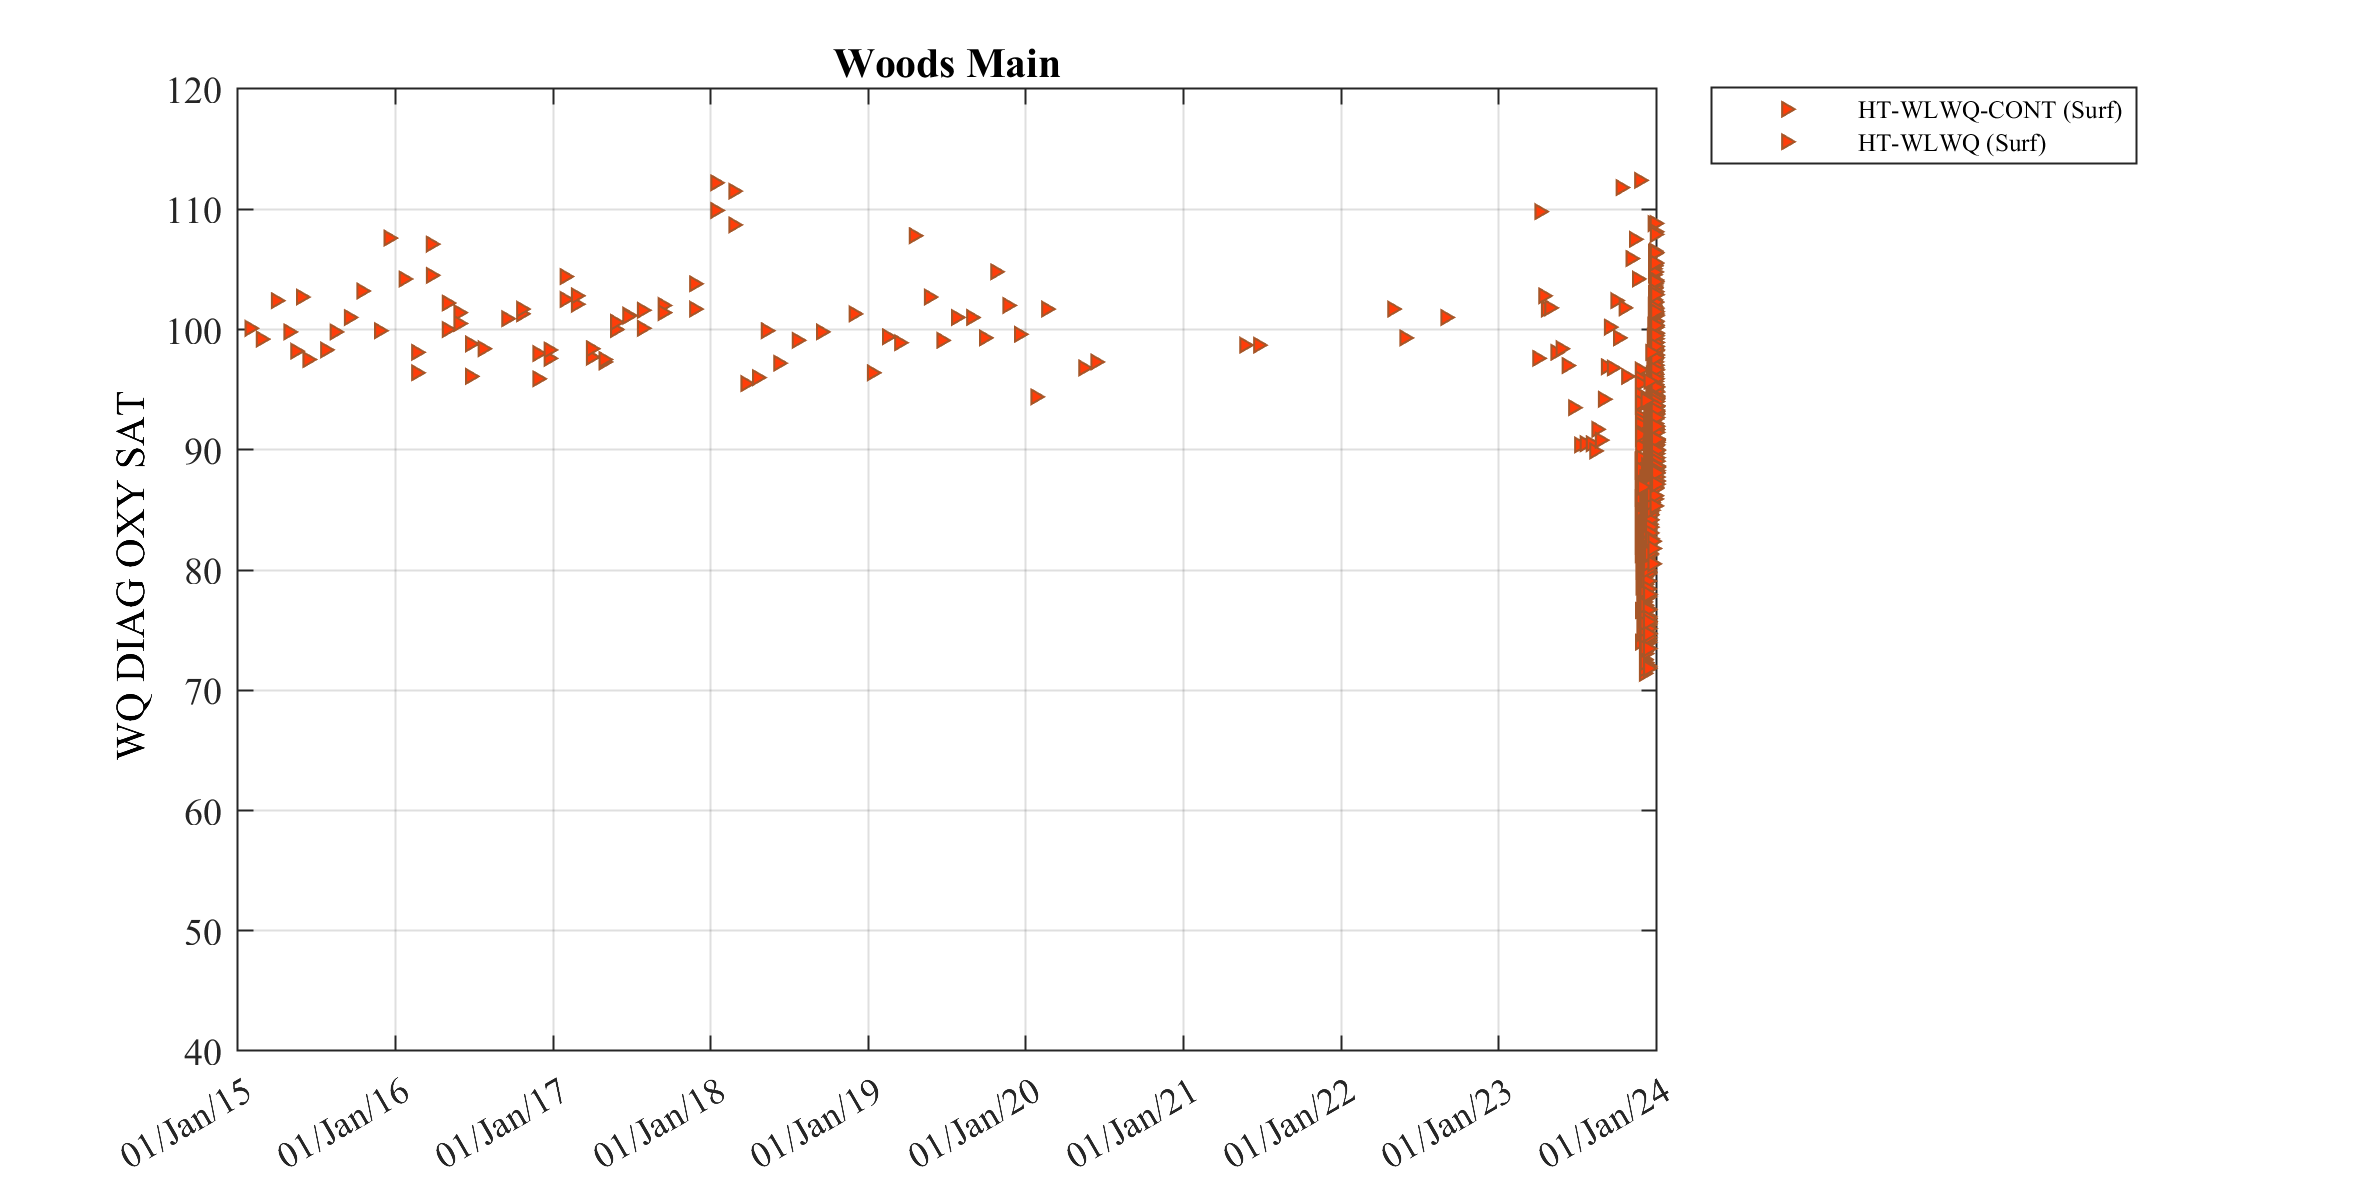 Woods Main
120
110
100
90
80
70
60
50
40
WQ DIAG OXY SAT
01/Jan/15
01/Jan/16
01/Jan/17
01/Jan/18
01/Jan/19
01/Jan/20
01/Jan/21
01/Jan/22
01/Jan/23
01/Jan/24
HT-WLWQ-CONT (Surf)
HT-WLWQ (Surf)